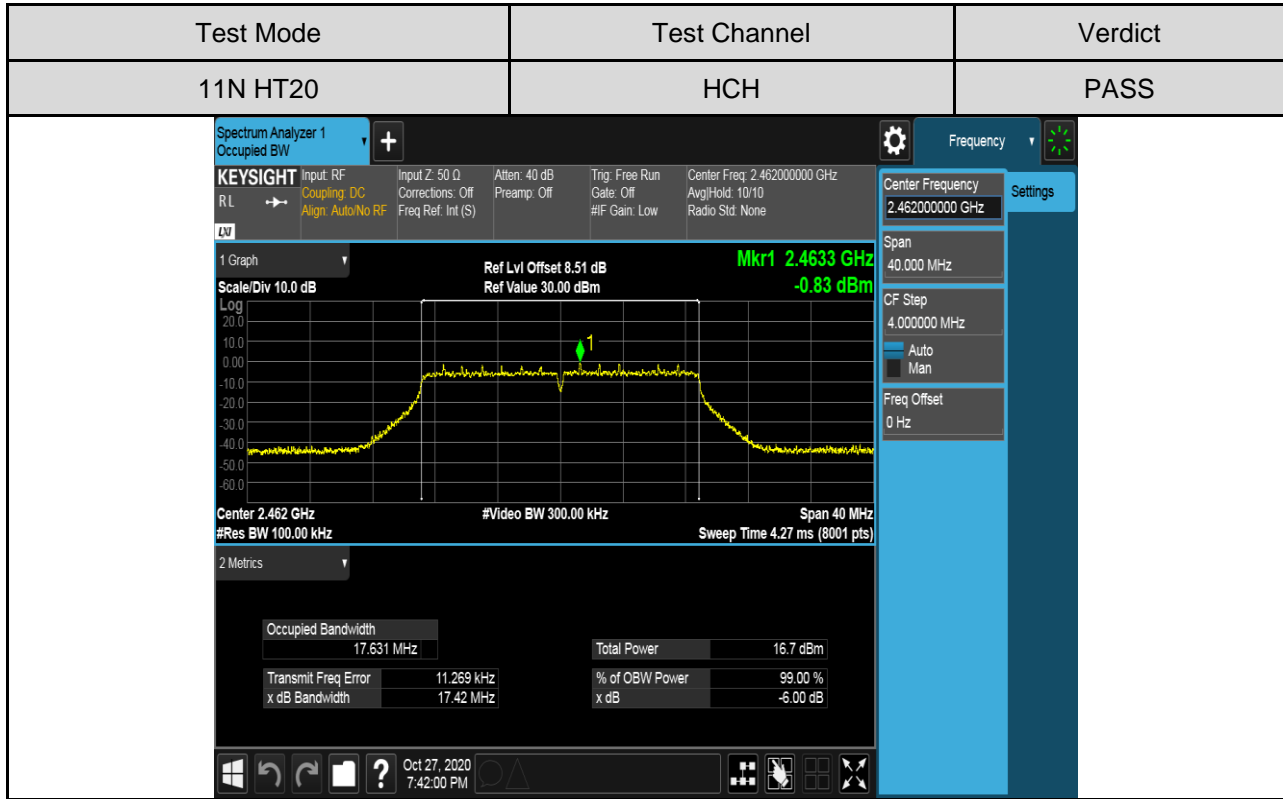 Test Mode Test Channel Verdict
11N HT20 HCH PASS
Spectrum Analyzer 1
Occupied BW
+
Frequency
KEYSIGHT Input: RF Input Z: 50 Ω Atten: 40 dB Trig: Free Run Center Freq: 2.462000000 GHz
RL Coupling: DC Corrections: Off Preamp: Off Gate: Off Avg|Hold: 10/10
Align: Auto/No RF Freq Ref: Int (S) #IF Gain: Low Radio Std: None
LXI
Center Frequency
2.462000000 GHz
Settings
Span
40.000 MHz
CF Step
4.000000 MHz
Auto
Man
Freq Offset
0 Hz
1 Graph
Ref Lvl Offset 8.51 dB
Mkr1 2.4633 GHz
Scale/Div 10.0 dB Ref Value 30.00 dBm -0.83 dBm
Log
20.0
10.0
0.00
-10.0
-20.0
-30.0
-40.0
-50.0
-60.0
1
Center 2.462 GHz #Video BW 300.00 kHz Span 40 MHz
#Res BW 100.00 kHz Sweep Time 4.27 ms (8001 pts)
2 Metrics
Occupied Bandwidth
17.631 MHz Total Power 16.7 dBm
Transmit Freq Error 11.269 kHz % of OBW Power 99.00 %
x dB Bandwidth 17.42 MHz x dB -6.00 dB
? Oct 27, 2020
7:42:00 PM